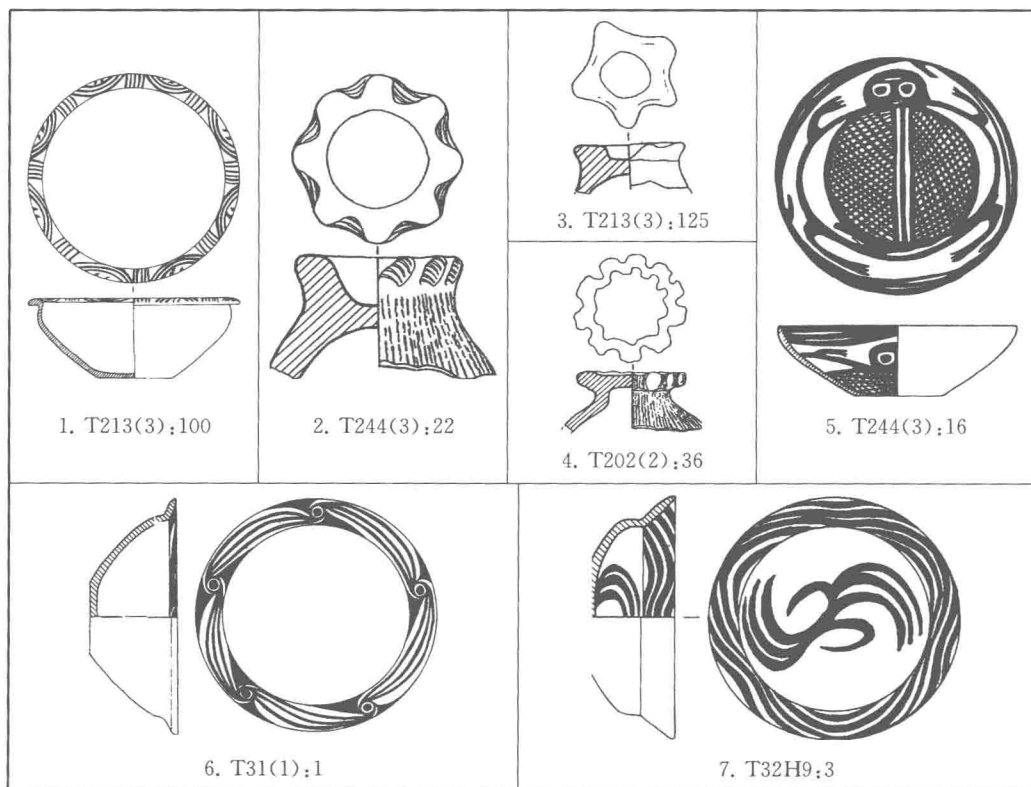 1. T213(3):100
2. T244(3):22
3. T213(3):125
4. T202(2):36
5. T244(3):16
6. T31(1):1
7. T32H9:3